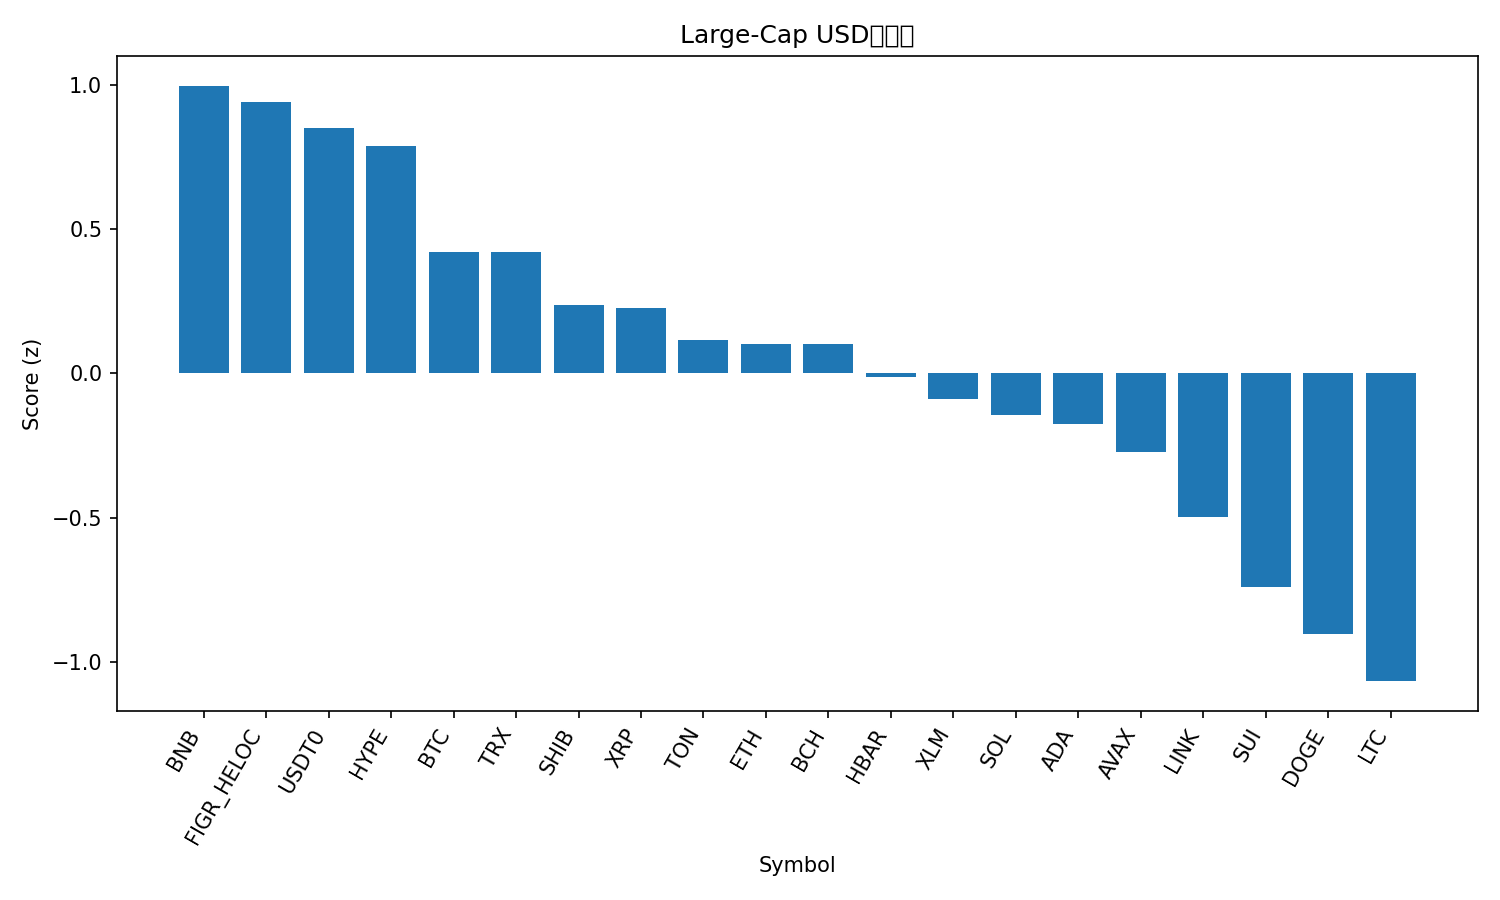 Large-Cap USD
1.0
0.5
0.0
−0.5
−1.0
Score (z)
BNB
FIGR_HELOC
USDT0
HYPE
BTC
TRX
SHIB
XRP
TON
ETH
BCH
HBAR
XLM
SOL
ADA
AVAX
LINK
SUI
DOGE
LTC
Symbol